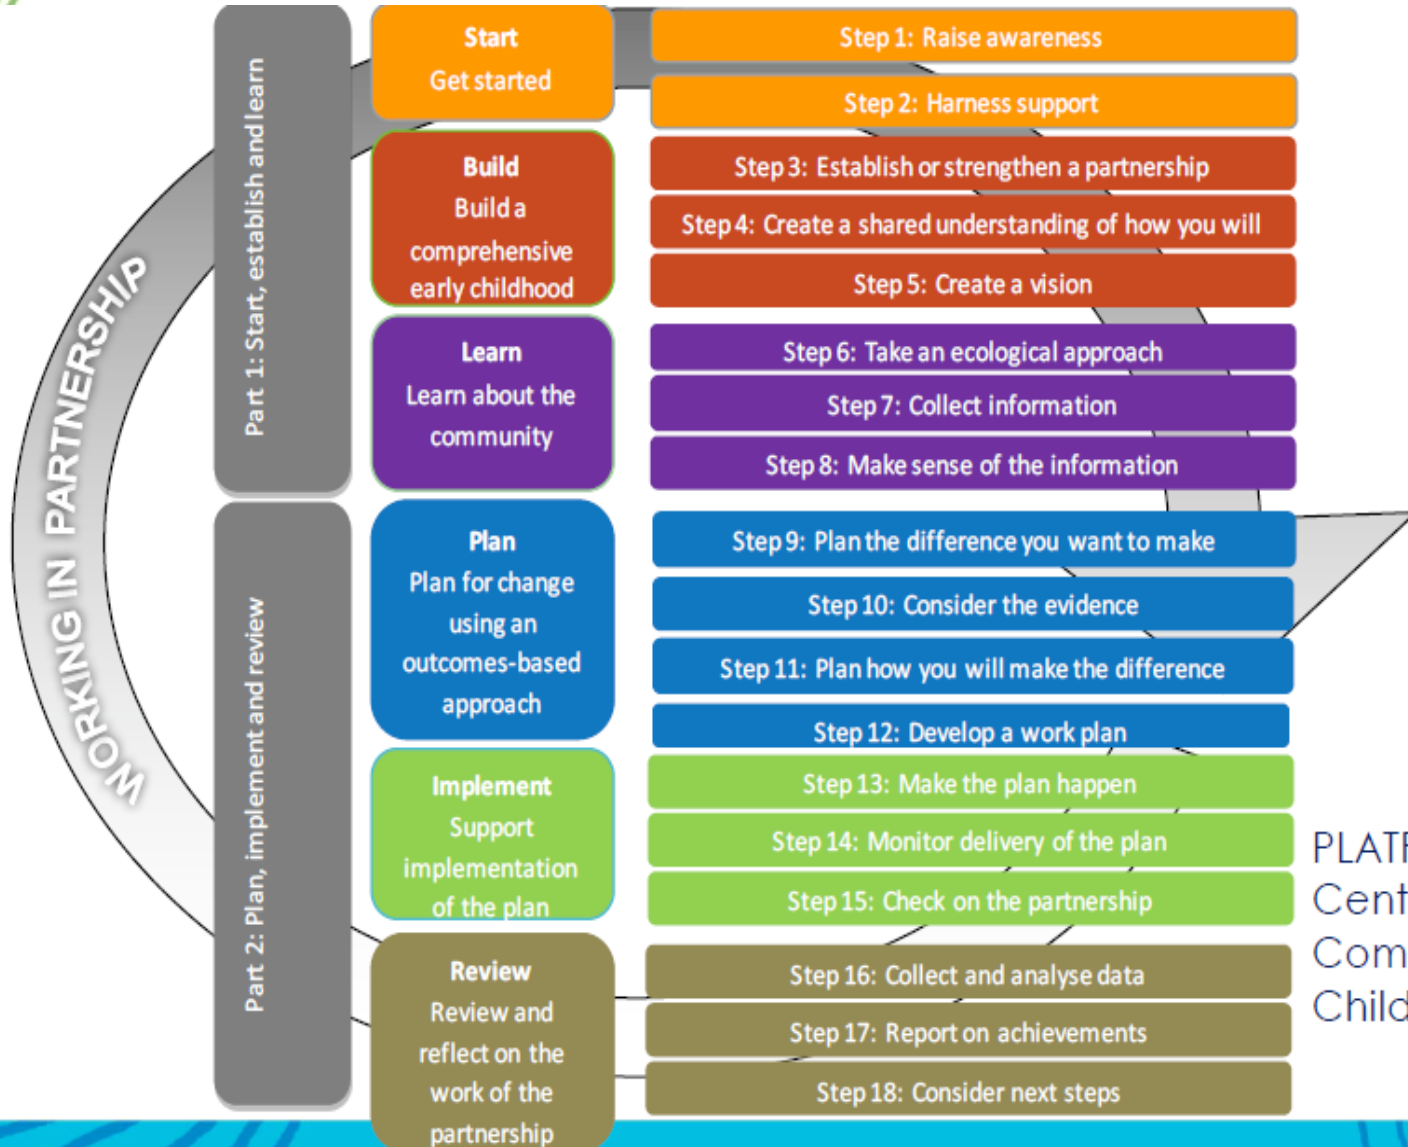 WORKING IN PARTNERSHIP
Part 1: Start, establish and learn
Start
Get started
Step 1: Raise awareness
Step 2: Harness support
Build
Build a
comprehensive
early childhood
Step 3: Establish or strengthen a partnership
Step 4: Create a shared understanding of how you will
Step 5: Create a vision
Learn
Learn about the
community
Step 6: Take an ecological approach
Step 7: Collect information
Step 8: Make sense of the information
Part 2: Plan, implement and review
Plan
Plan for change
using an
outcomes-based
approach
Step 9: Plan the difference you want to make
Step 10: Consider the evidence
Step 11: Plan how you will make the difference
Step 12: Develop a work plan
Implement
Support
implementation
of the plan
Step 13: Make the plan happen
Step 14: Monitor delivery of the plan
Step 15: Check on the partnership
Review
Review and
reflect on the
work of the
partnership
Step 16: Collect and analyse data
Step 17: Report on achievements
Step 18: Consider next steps
PLATF
Cent
Com
Child